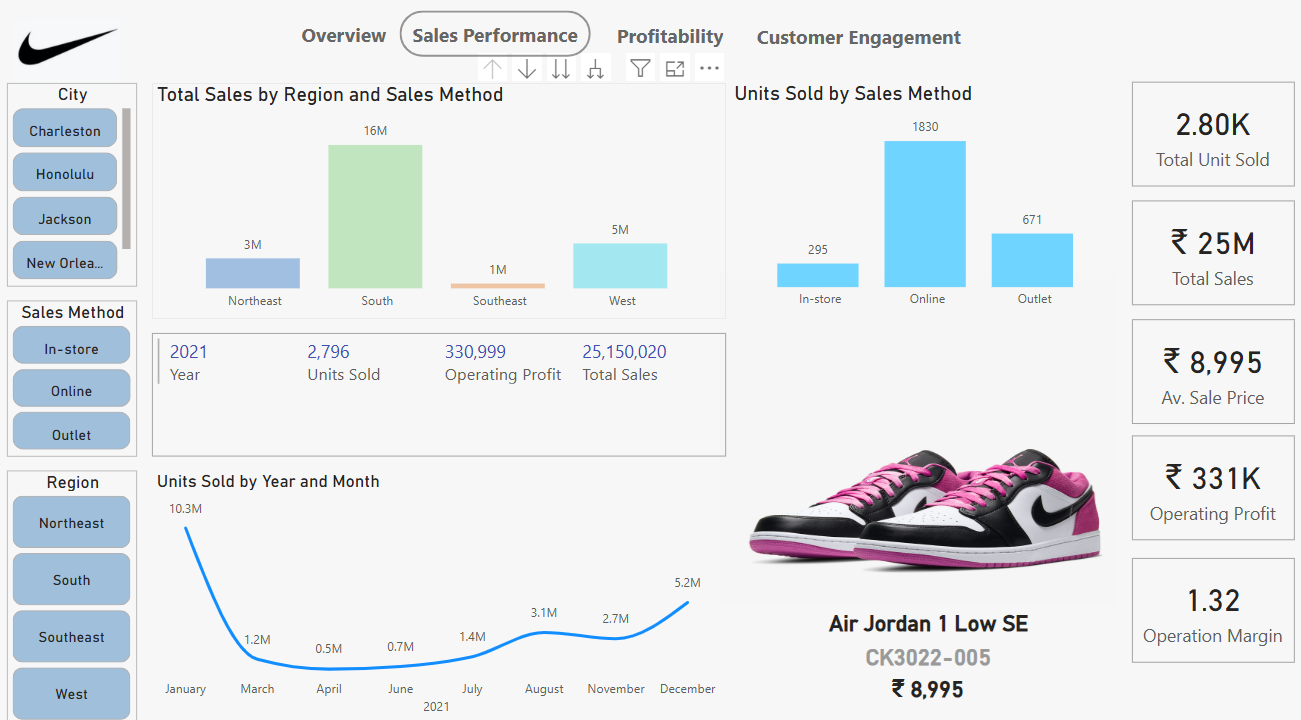 Overview
Sales Performance
Profitability
Customer Engagement
City
Charleston
Honolulu
Jackson
New Orlea...
Sales Method
In-store
Online
Outlet
Region
Northeast
South
Southeast
West
Total Sales by Region and Sales Method
3M
16M
1M
5M
Northeast
South
Southeast
West
2021
Year
2,796
Units Sold
330,999
Operating Profit
25,150,020
Total Sales
Units Sold by Year and Month
10.3M
1.2M
0.5M
0.7M
1.4M
3.1M
2.7M
5.2M
January
March
April
June
July
August
November
December
2021
Units Sold by Sales Method
295
1830
671
In-store
Online
Outlet
Air Jordan 1 Low SE
CK3022-005
₹ 8,995
2.80K
Total Unit Sold
₹ 25M
Total Sales
₹ 8,995
Av. Sale Price
₹ 331K
Operating Profit
1.32
Operation Margin